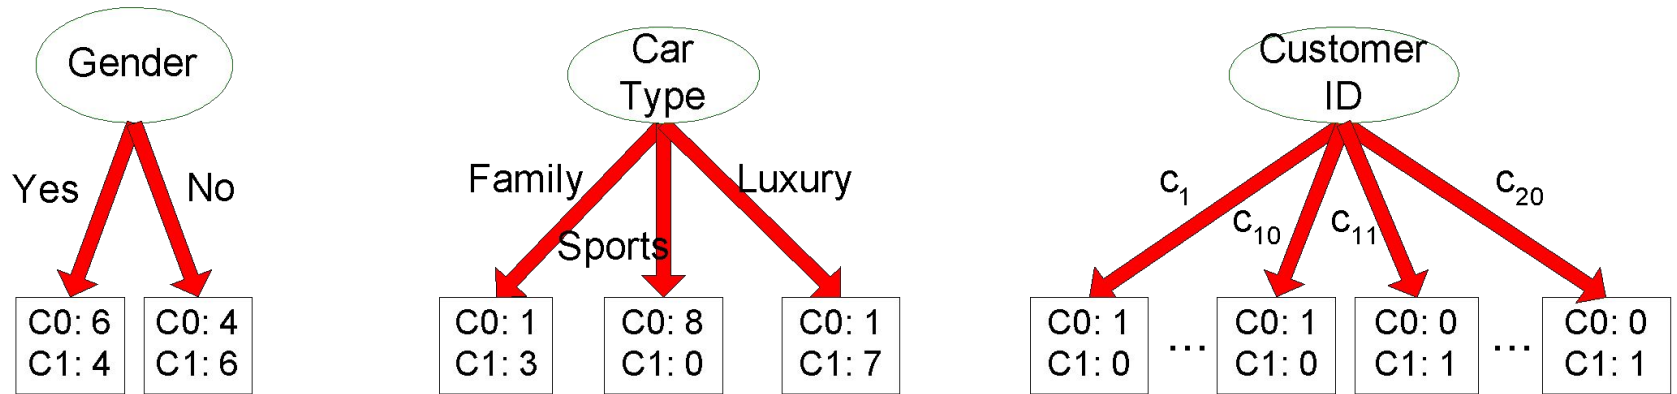 Gender
Yes
No
C0: 6
C1: 4
C0: 4
C1: 6
Car
Type
Family
Sports
Luxury
C0: 1
C1: 3
C0: 8
C1: 0
C0: 1
C1: 7
Customer
ID
c1
c10
c11
c20
C0: 1
C1: 0
...
C0: 1
C1: 0
C0: 0
C1: 1
...
C0: 0
C1: 1